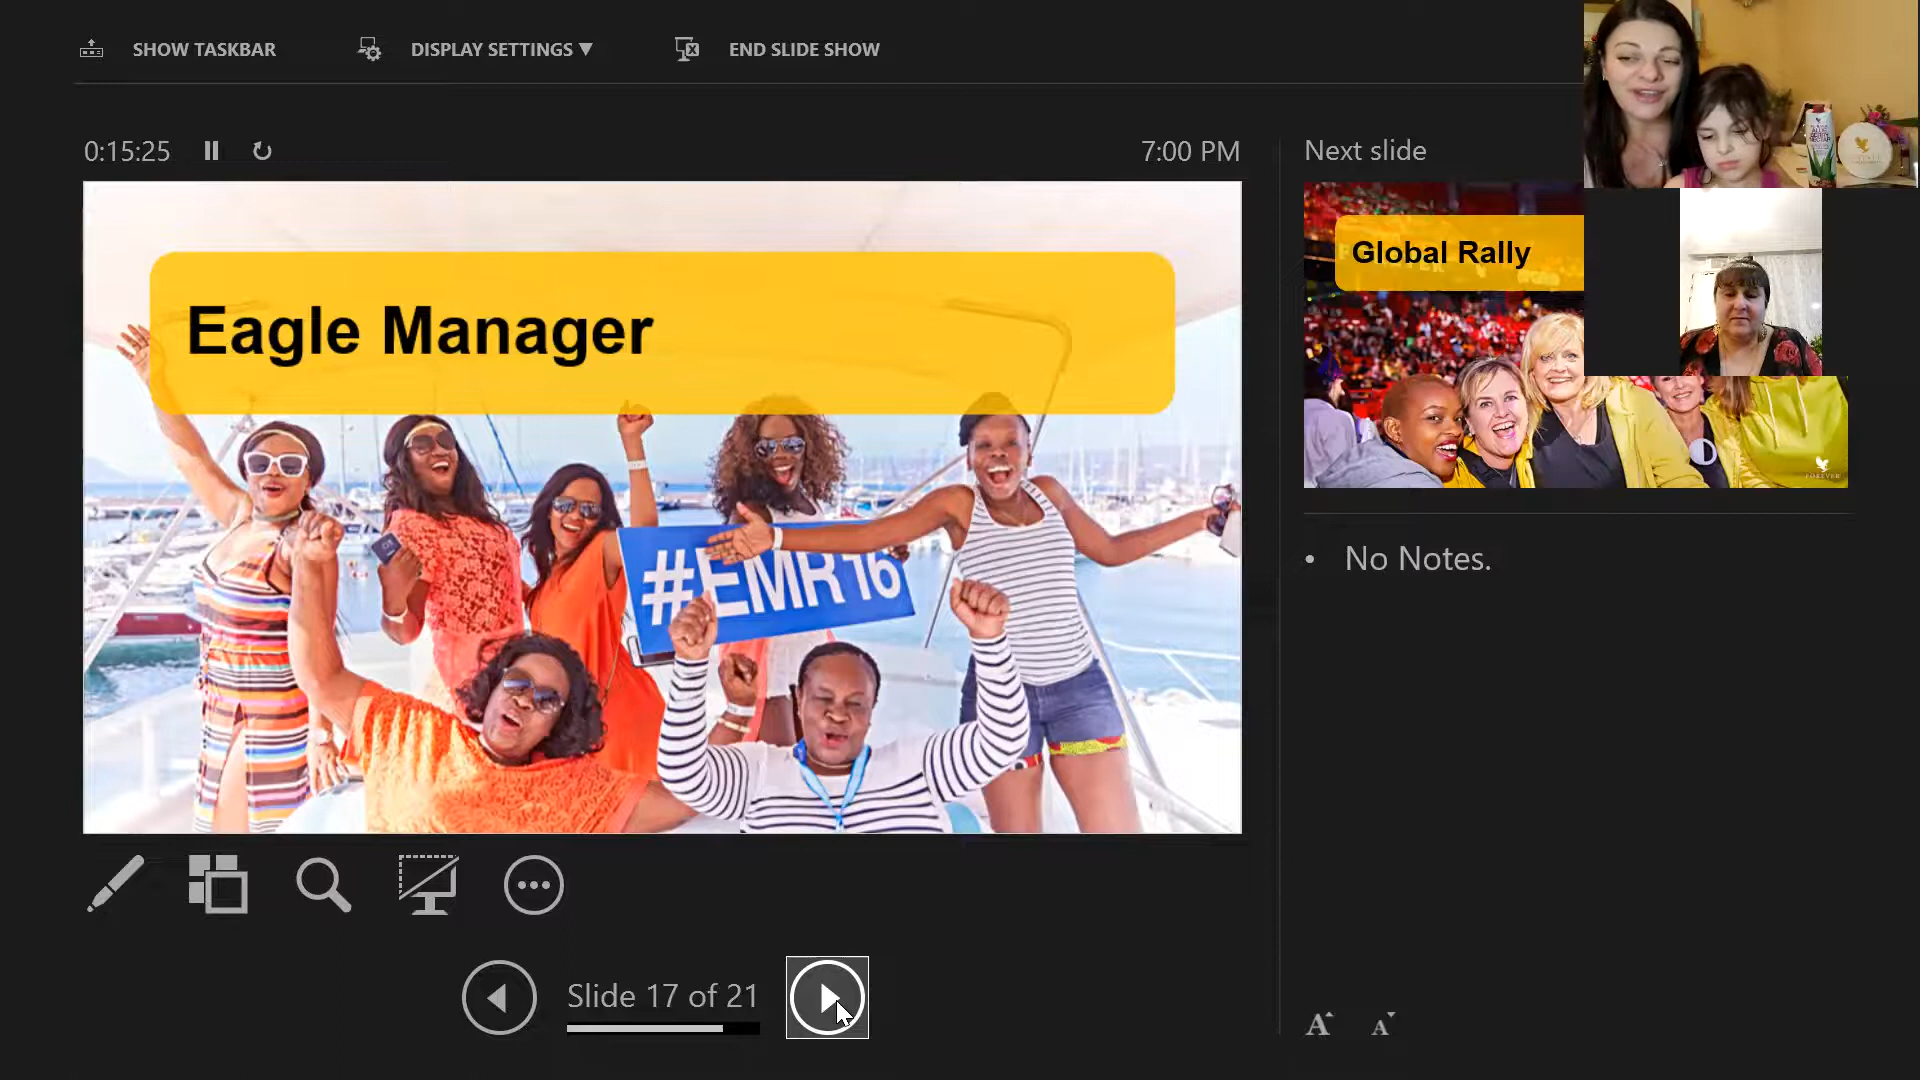 SHOW TASKBAR
DISPLAY SETTINGS ▼
END SLIDE SHOW
0:15:25
7:00 PM
Next slide
Eagle Manager
#EMR16
Global Rally
FOREVER
• No Notes.
Slide 17 of 21
A A